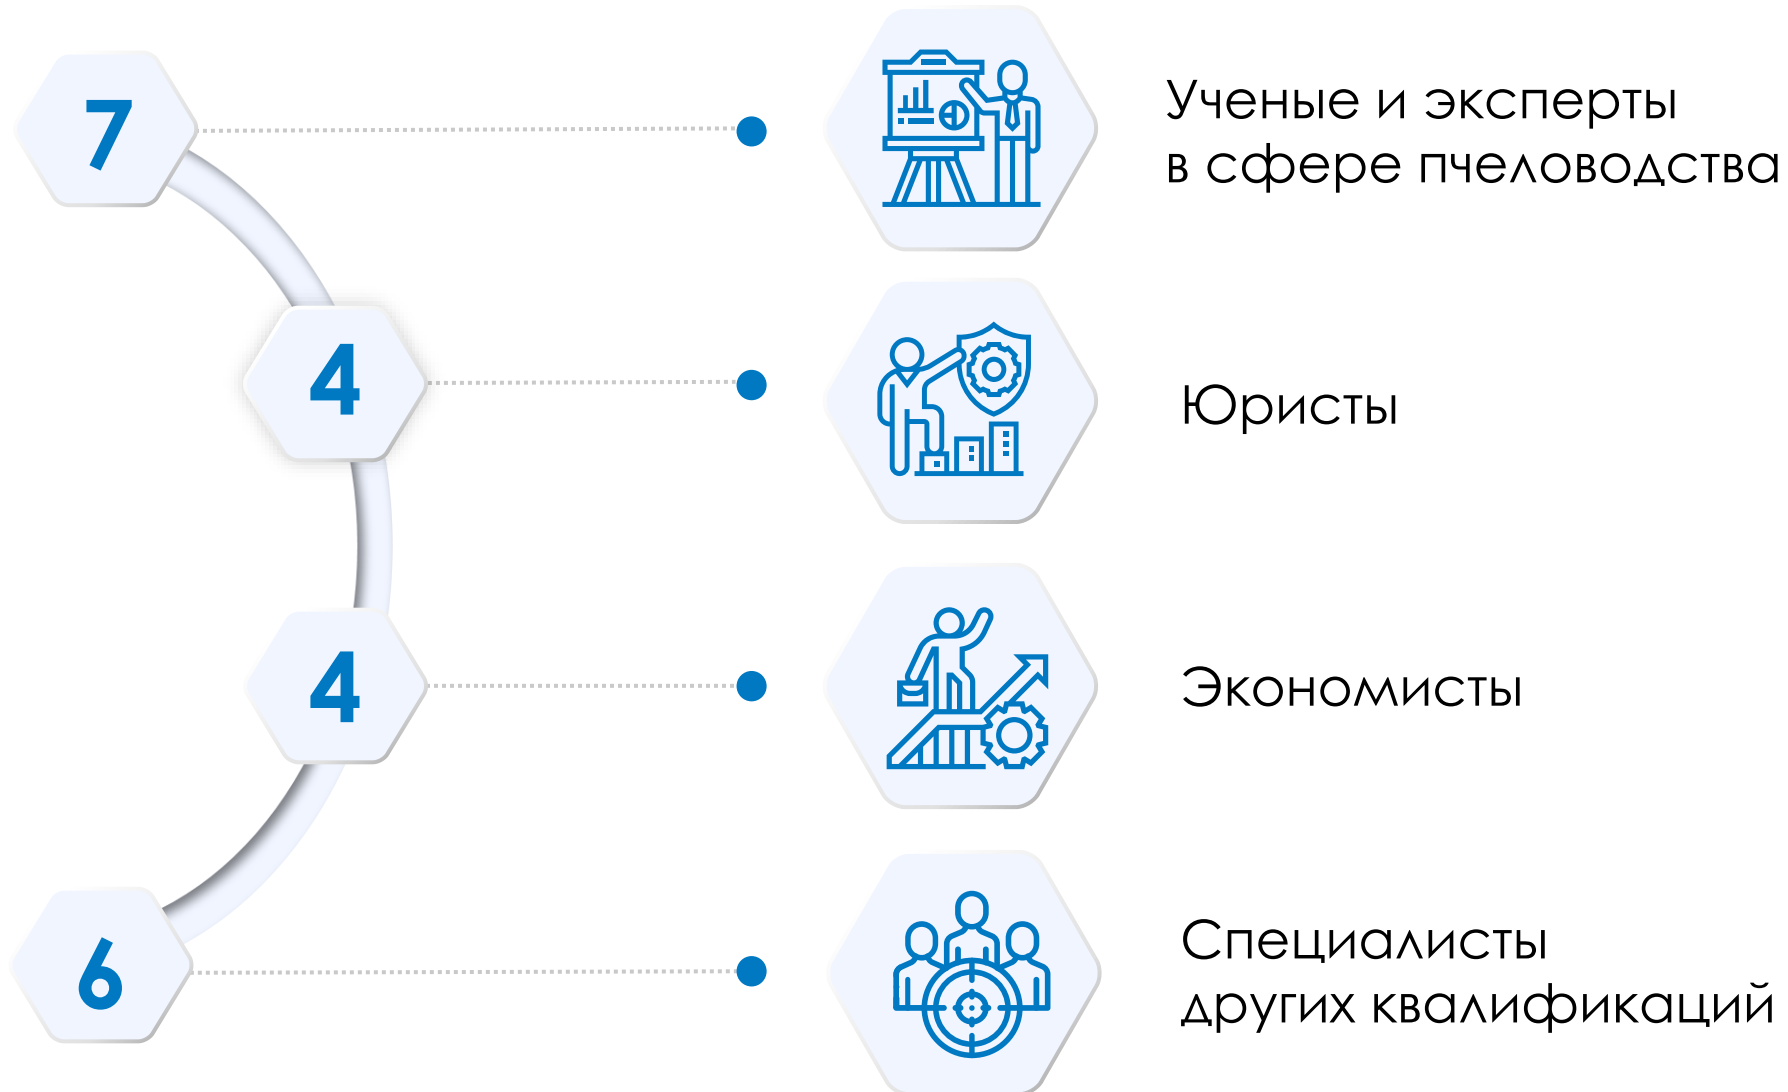 7
Ученые и эксперты
в сфере пчеловодства
4
Юристы
4
Экономисты
6
Специалисты
других квалификаций